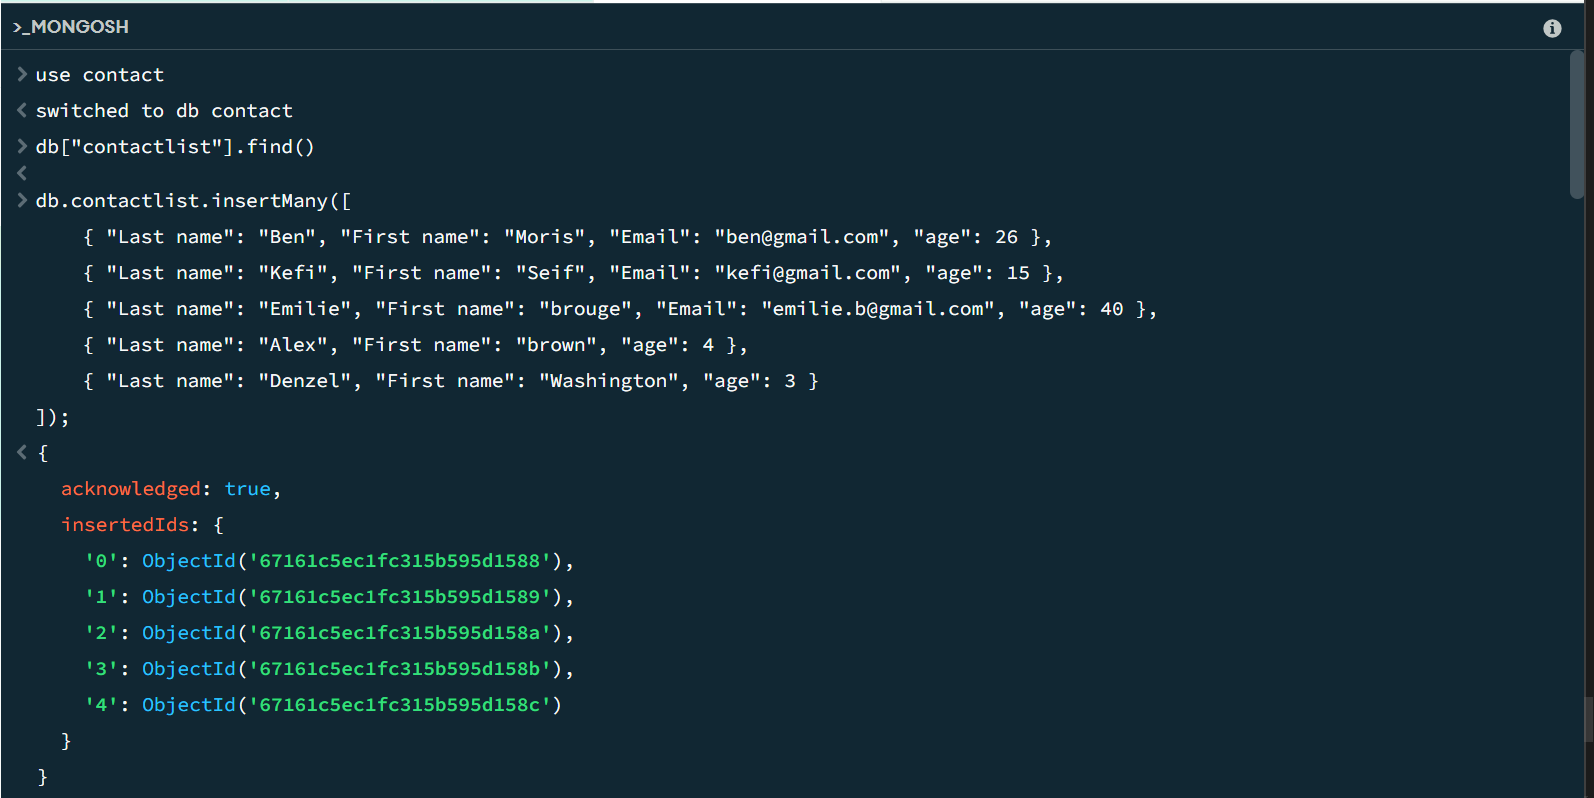 >_MONGOSH
> use contact
< switched to db contact
> db["contactlist"].find()
<
> db.contactlist.insertMany([
    { "Last name": "Ben", "First name": "Moris", "Email": "ben@gmail.com", "age": 26 },
    { "Last name": "Kefi", "First name": "Seif", "Email": "kefi@gmail.com", "age": 15 },
    { "Last name": "Emilie", "First name": "brouge", "Email": "emilie.b@gmail.com", "age": 40 },
    { "Last name": "Alex", "First name": "brown", "age": 4 },
    { "Last name": "Denzel", "First name": "Washington", "age": 3 }
]);
< {
  acknowledged: true,
  insertedIds: {
    '0': ObjectId('67161c5ec1fc315b595d1588'),
    '1': ObjectId('67161c5ec1fc315b595d1589'),
    '2': ObjectId('67161c5ec1fc315b595d158a'),
    '3': ObjectId('67161c5ec1fc315b595d158b'),
    '4': ObjectId('67161c5ec1fc315b595d158c')
  }
}